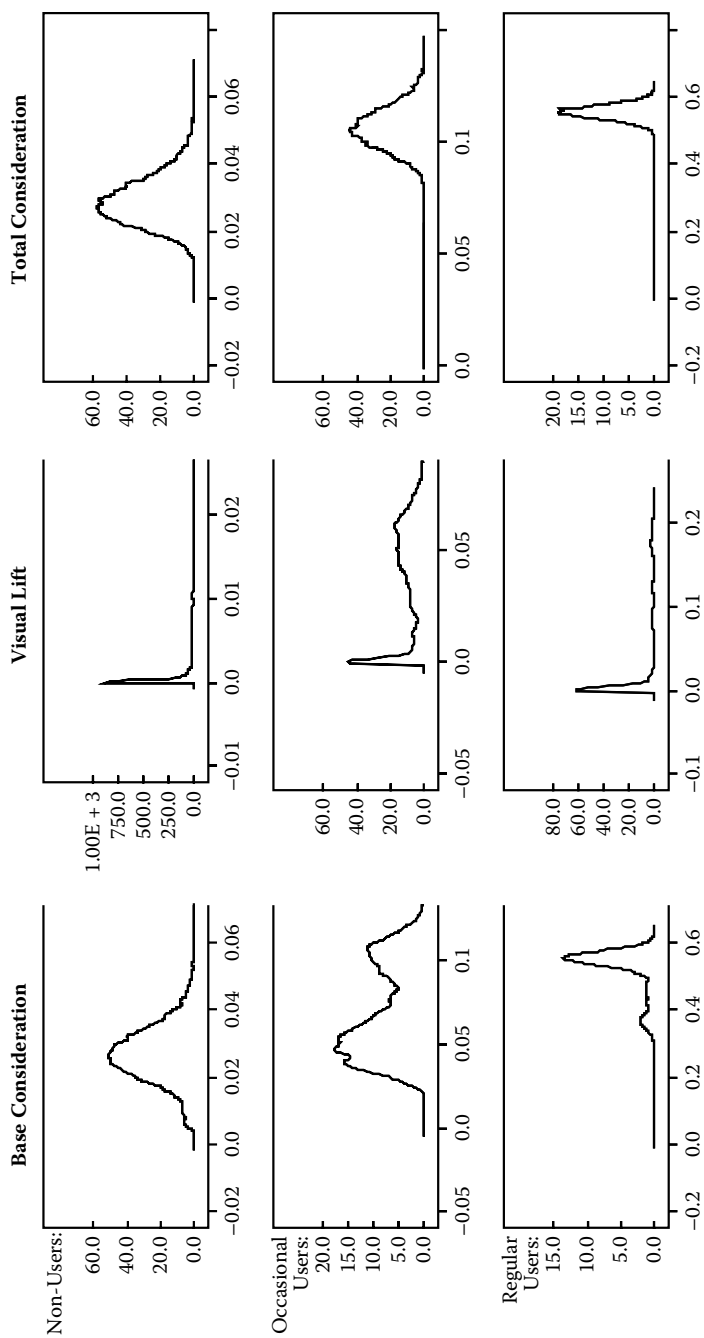 Base Consideration
Visual Lift
Total Consideration
Non-Users:
60.0
40.0
20.0
0.0
−0.02 0.0 0.02 0.04 0.06
1.00E + 3
750.0
500.0
250.0
0.0
−0.01 0.0 0.01 0.02
60.0
40.0
20.0
0.0
−0.02 0.0 0.02 0.04 0.06
Occasional
Users:
20.0
15.0
10.0
5.0
0.0
−0.05 0.0 0.05 0.1
60.0
40.0
20.0
0.0
−0.05 0.0 0.05
60.0
40.0
20.0
0.0
0.0 0.05 0.1
Regular
Users:
15.0
10.0
5.0
0.0
−0.2 0.0 0.2 0.4 0.6
80.0
60.0
40.0
20.0
0.0
−0.1 0.0 0.1 0.2
20.0
15.0
10.0
5.0
0.0
−0.2 0.0 0.2 0.4 0.6